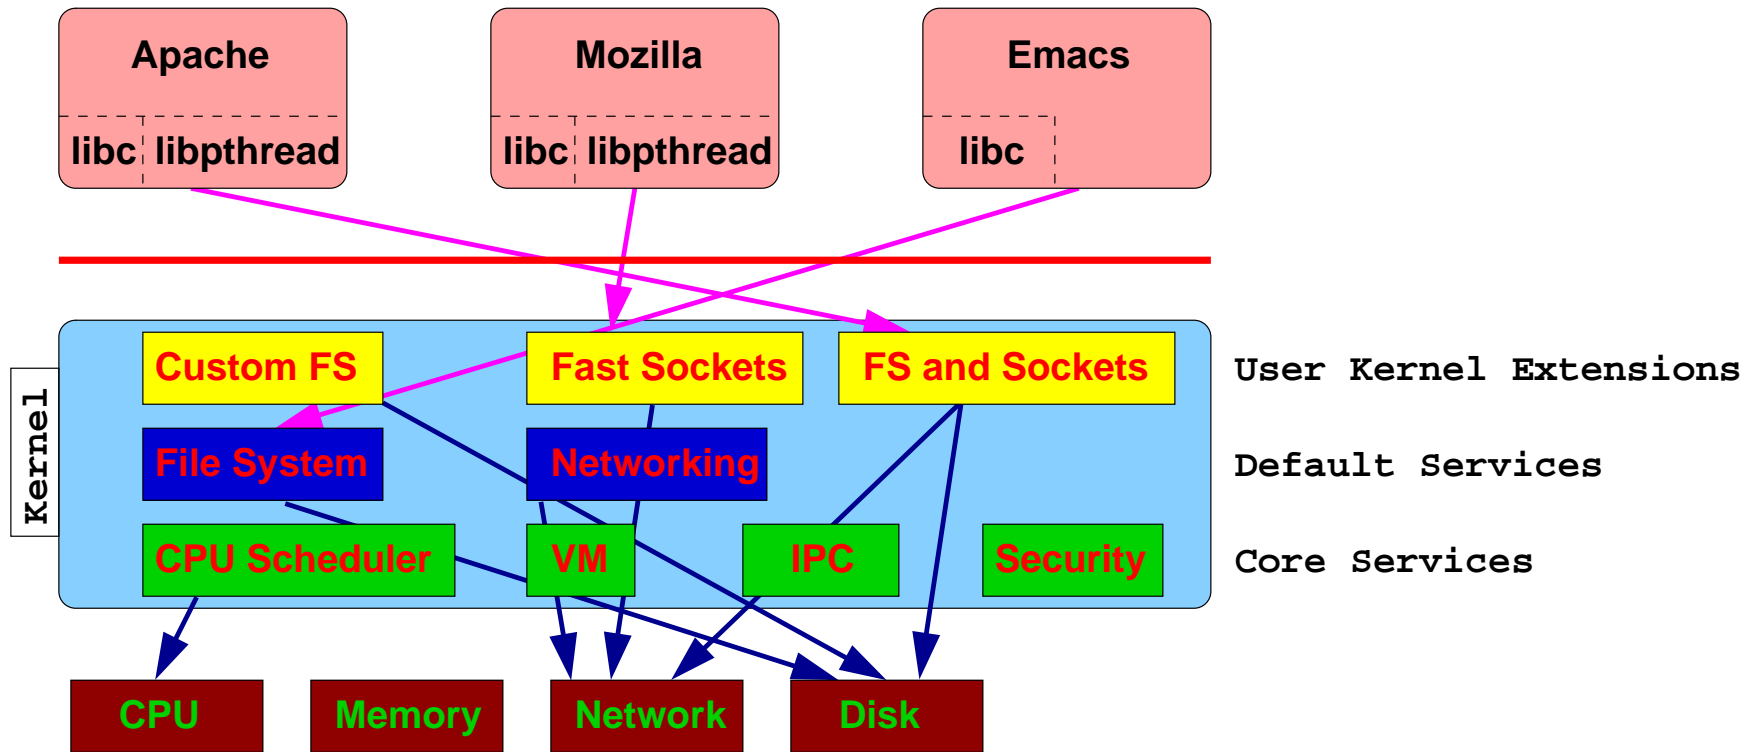 Apache
Mozilla
Emacs
libc libpthread
libc libpthread
libc
Kernel
Custom FS
Fast Sockets
FS and Sockets
User Kernel Extensions
File System
Networking
Default Services
CPU Scheduler
VM
IPC
Security
Core Services
CPU
Memory
Network
Disk